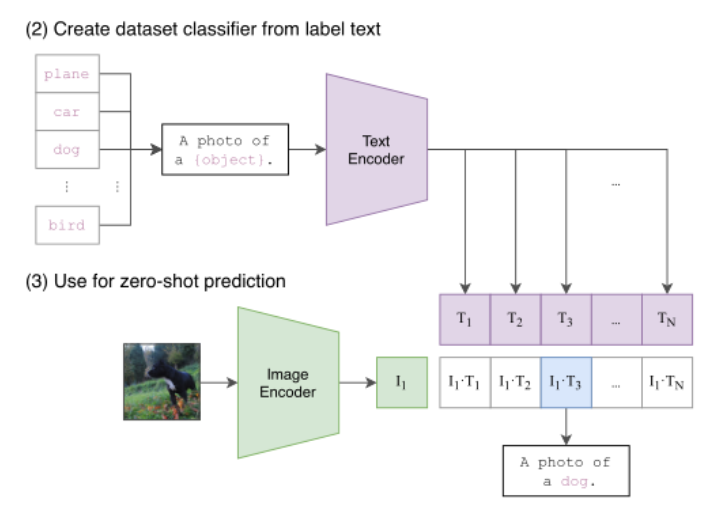 (2) Create dataset classifier from label text
plane
car
dog
⋮ ⋮
bird
A photo of
a {object}.
Text
Encoder
...
(3) Use for zero-shot prediction
T₁ T₂ T₃ ... T_N
Image
Encoder
I₁
I₁·T₁ I₁·T₂ I₁·T₃ ... I₁·T_N
A photo of
a dog.